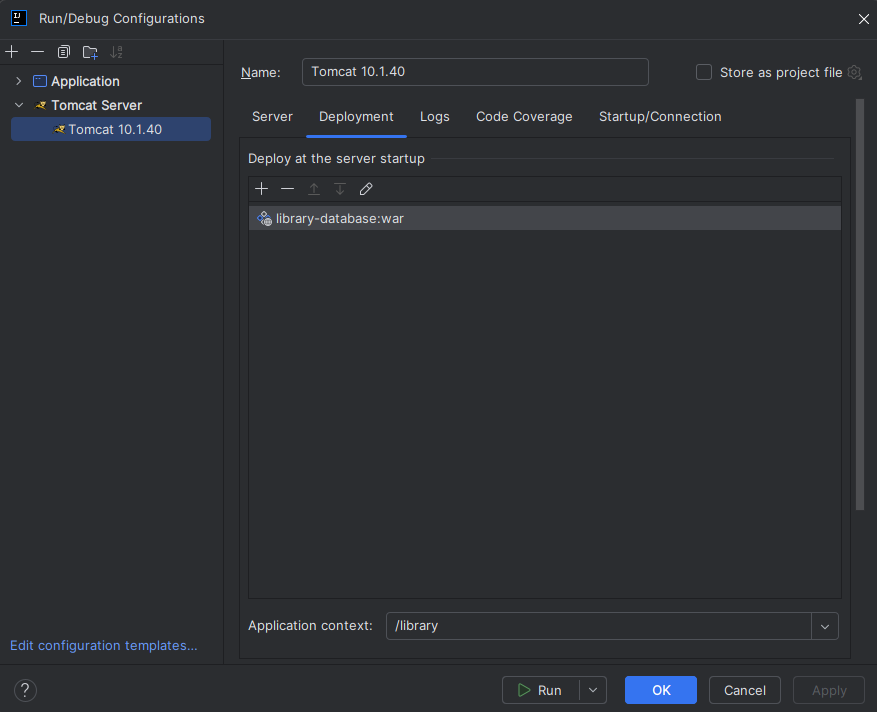 Run/Debug Configurations
Application
Tomcat Server
Tomcat 10.1.40
Edit configuration templates...
Name:
Tomcat 10.1.40
Store as project file
Server
Deployment
Logs
Code Coverage
Startup/Connection
Deploy at the server startup
library-database:war
Application context:
/library
?
Run
OK
Cancel
Apply